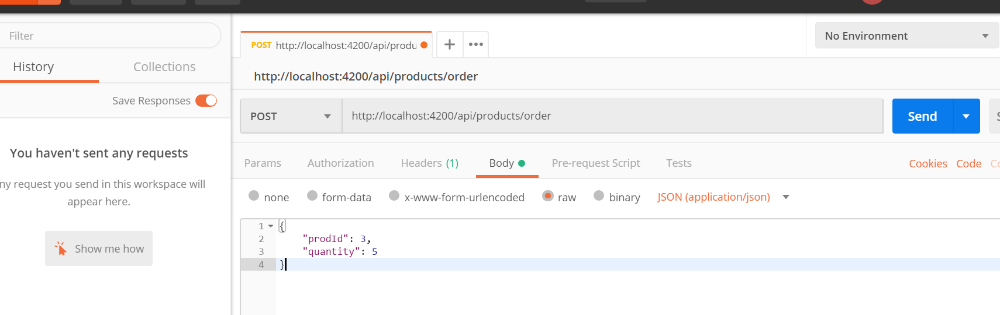 Filter
History
Collections
Save Responses
You haven't sent any requests
ny request you send in this workspace will
appear here.
Show me how
POST http://localhost:4200/api/produ
+
•••
No Environment
http://localhost:4200/api/products/order
POST
http://localhost:4200/api/products/order
Send
S
Params
Authorization
Headers (1)
Body
Pre-request Script
Tests
Cookies
Code
Co
none
form-data
x-www-form-urlencoded
raw
binary
JSON (application/json)
1 {
2 "prodId": 3,
3 "quantity": 5
4 }